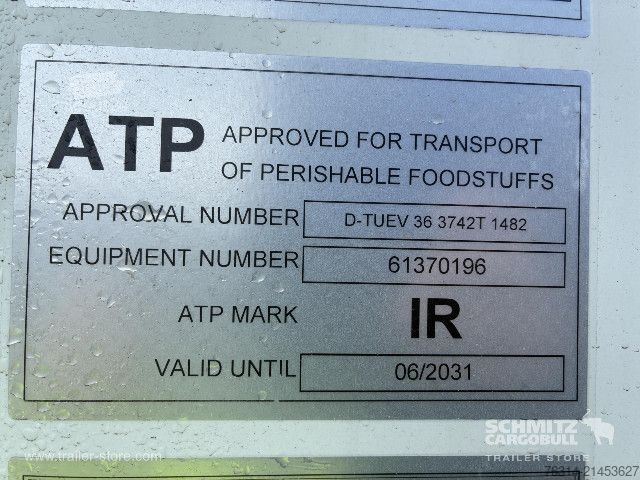 ATP APPROVED FOR TRANSPORT
OF PERISHABLE FOODSTUFFS
APPROVAL NUMBER D-TUEV 36 3742T 1482
EQUIPMENT NUMBER 61370196
ATP MARK IR
VALID UNTIL 06/2031
SCHMITZ
CARGOBULL
TRAILER STORE
www.trailer-store.com
76314-21453627